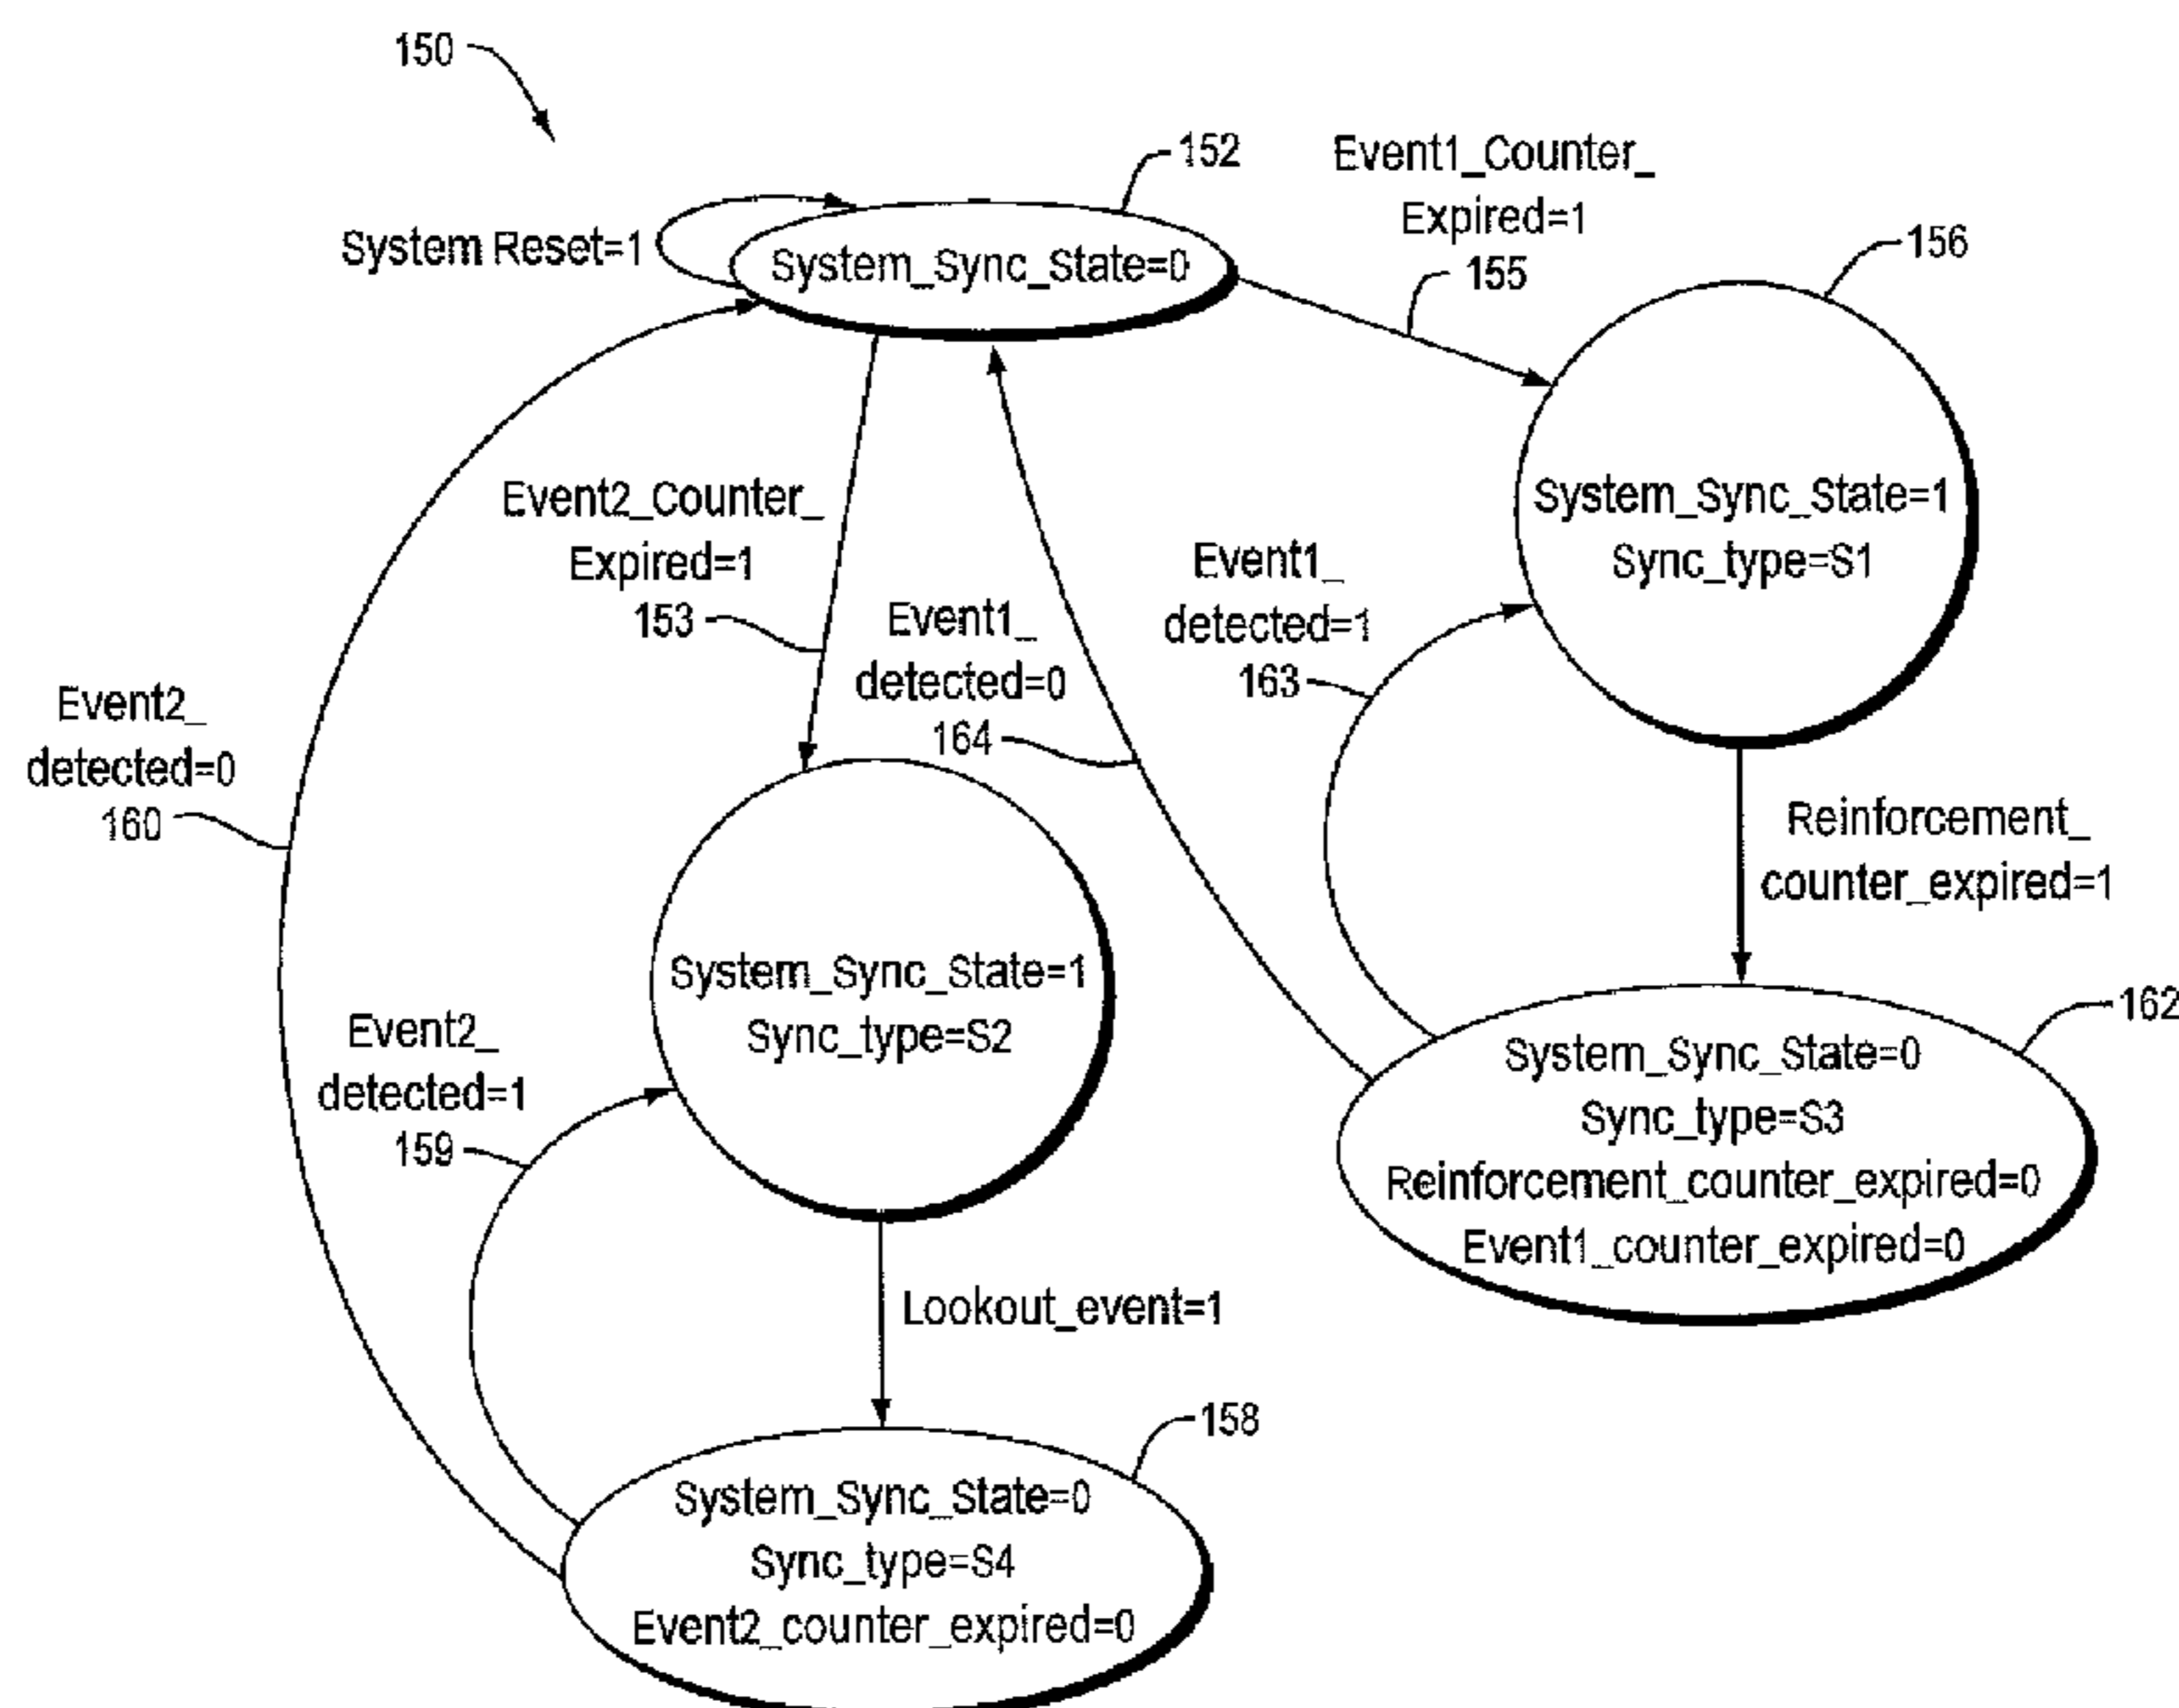 150
152
System Reset=1
System_Sync_State=0
Event1_Counter_
Expired=1
155
156
System_Sync_State=1
Sync_type=S1
Event2_Counter_
Expired=1
153
Event1_
detected=0
164
Event1_
detected=1
163
Event2_
detected=0
160
Reinforcement_
counter_expired=1
System_Sync_State=1
Sync_type=S2
Event2_
detected=1
159
162
System_Sync_State=0
Sync_type=S3
Reinforcement_counter_expired=0
Event1_counter_expired=0
Lookout_event=1
158
System_Sync_State=0
Sync_type=S4
Event2_counter_expired=0